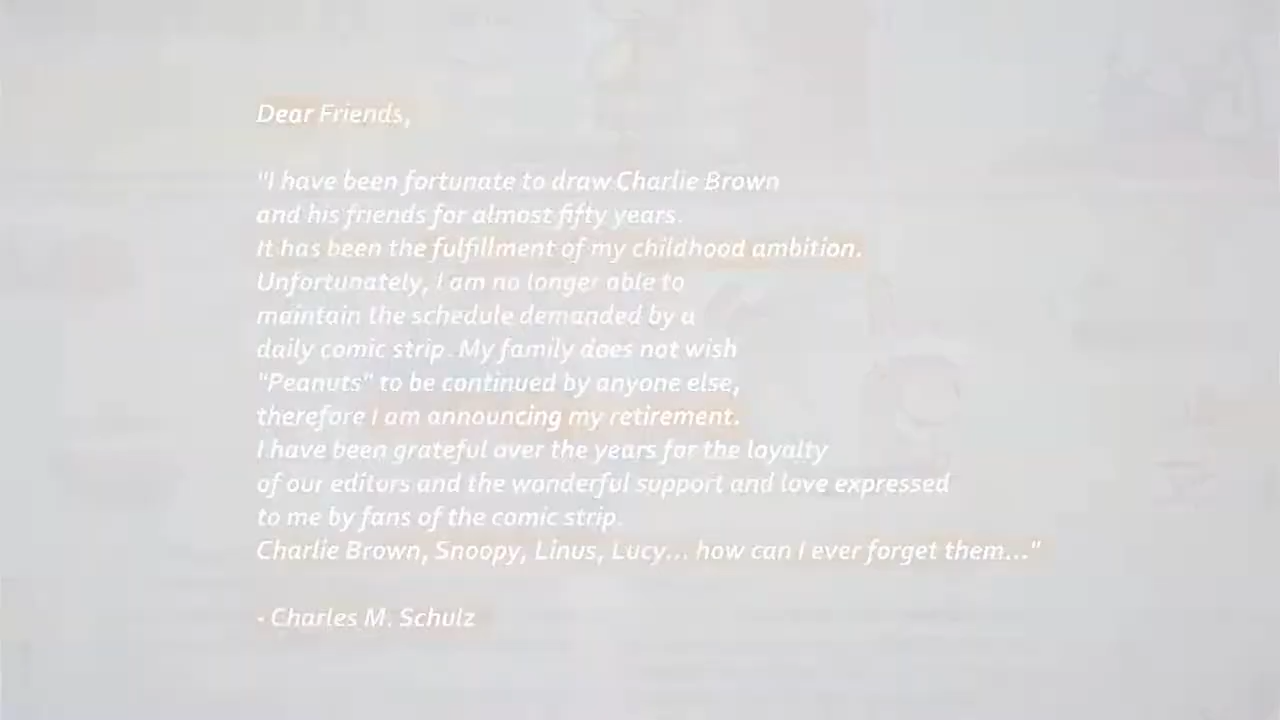 Dear Friends,
"I have been fortunate to draw Charlie Brown
and his friends for almost fifty years.
It has been the fulfillment of my childhood ambition.
Unfortunately, I am no longer able to
maintain the schedule demanded by a
daily comic strip. My family does not wish
"Peanuts" to be continued by anyone else,
therefore I am announcing my retirement.
I have been grateful over the years for the loyalty
of our editors and the wonderful support and love expressed
to me by fans of the comic strip.
Charlie Brown, Snoopy, Linus, Lucy... how can I ever forget them..."
- Charles M. Schulz